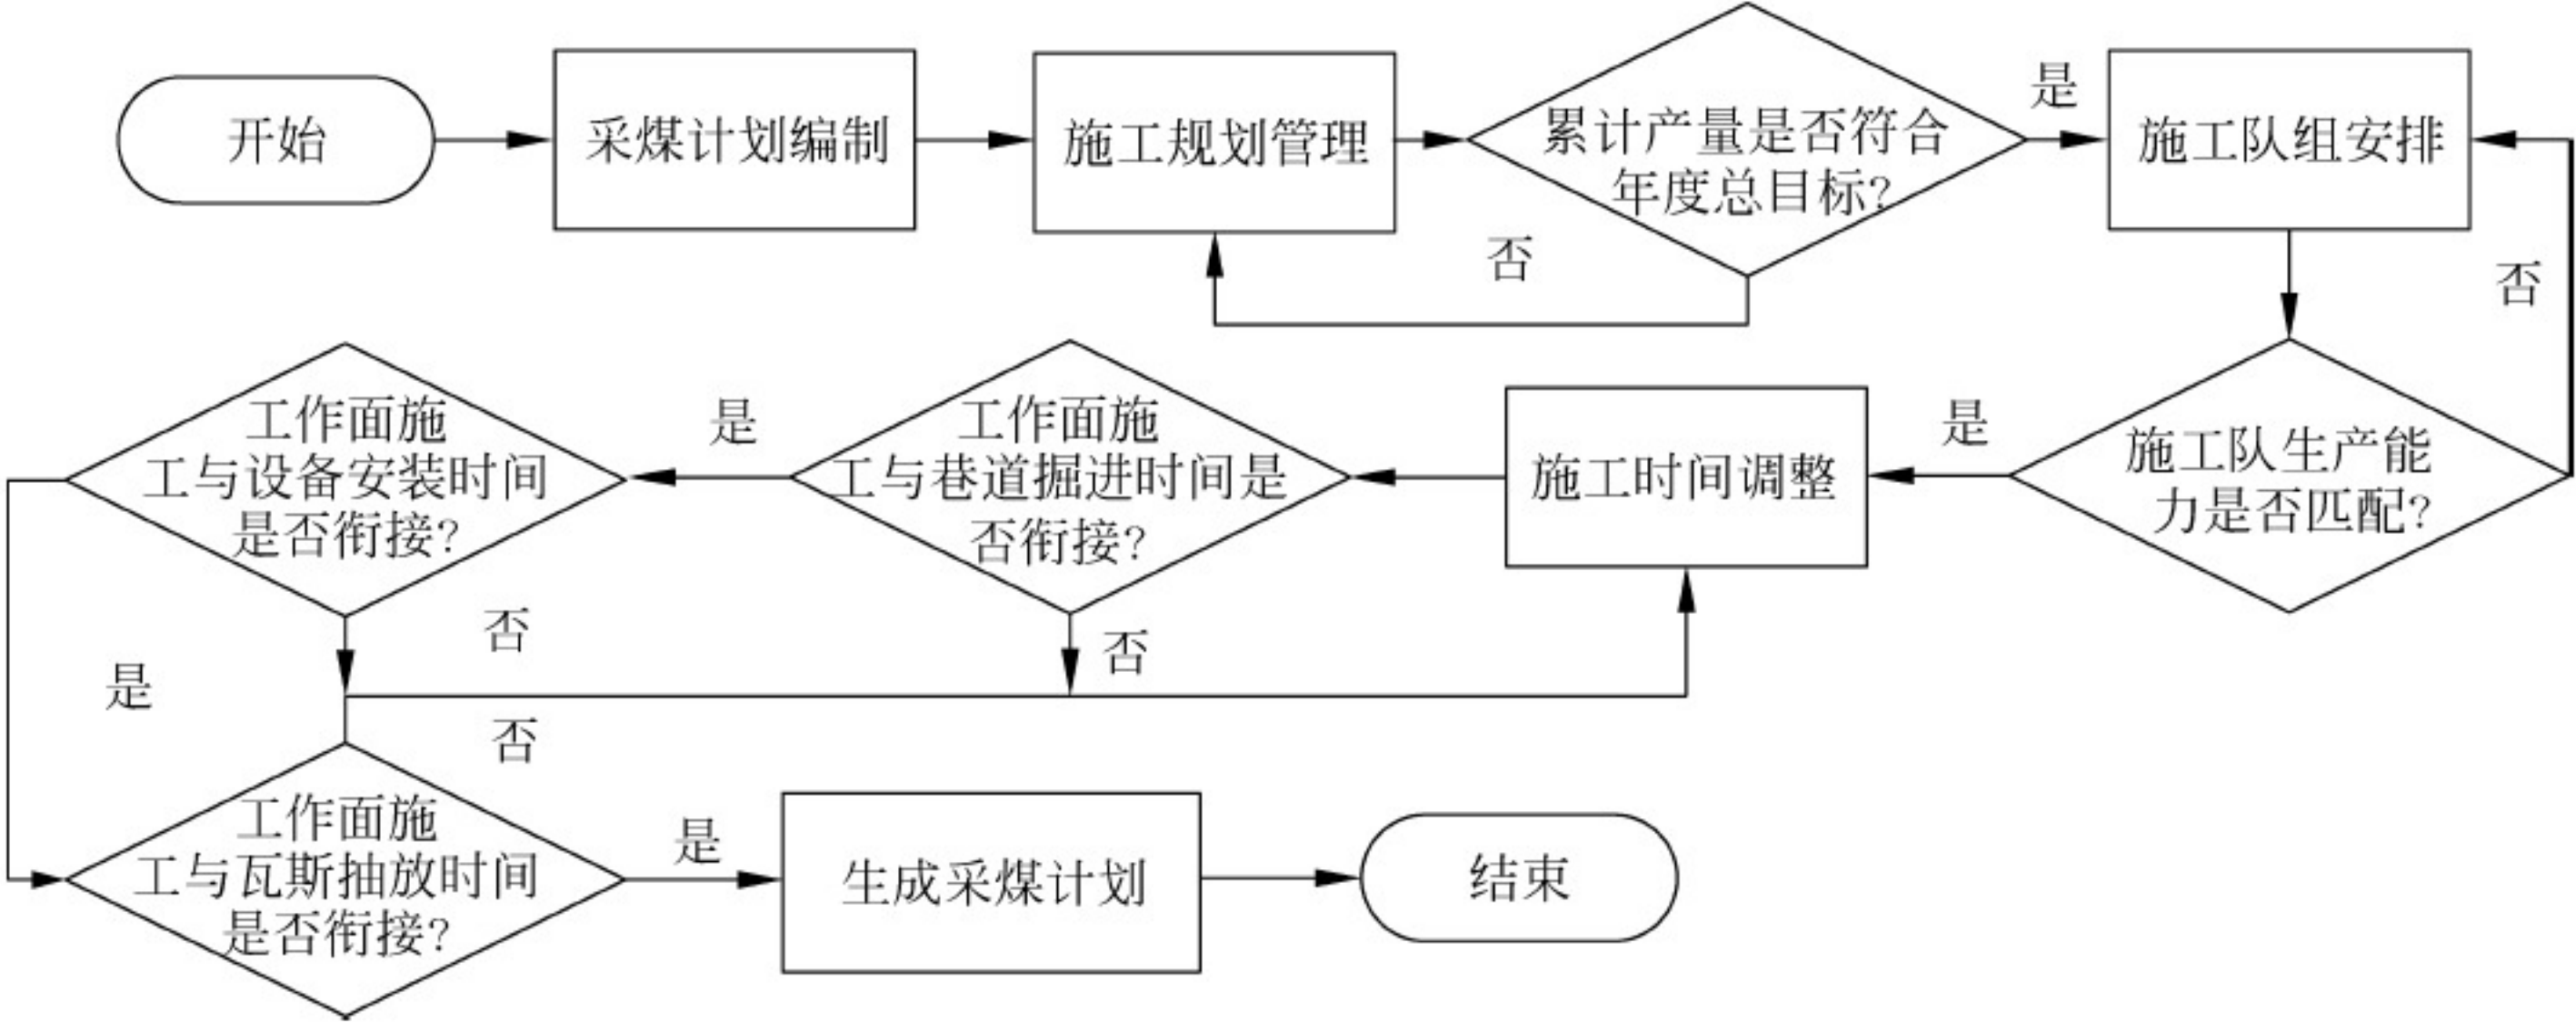 开始
采煤计划编制
施工规划管理
累计产量是否符合
年度总目标?
是
施工队组安排
否
否
工作面施
工与设备安装时间
是否衔接?
是
工作面施
工与巷道掘进时间是
否衔接?
施工时间调整
是
施工队生产能
力是否匹配?
否
否
是
否
工作面施
工与瓦斯抽放时间
是否衔接?
是
生成采煤计划
结束